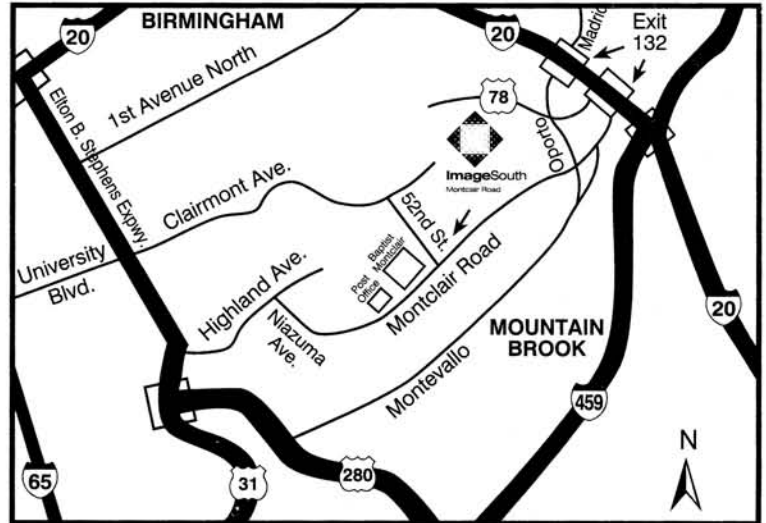 BIRMINGHAM
20
20
Madrid
Exit
132
1st Avenue North
Elton B. Stephens Expwy.
78
Oporto
ImageSouth
Montclair Road
Clairmont Ave.
52nd St.
University
Blvd.
Baptist
Montclair
Post
Office
Highland Ave.
Niazuma
Ave.
Montclair Road
Montevallo
MOUNTAIN
BROOK
20
459
65
31
280
N